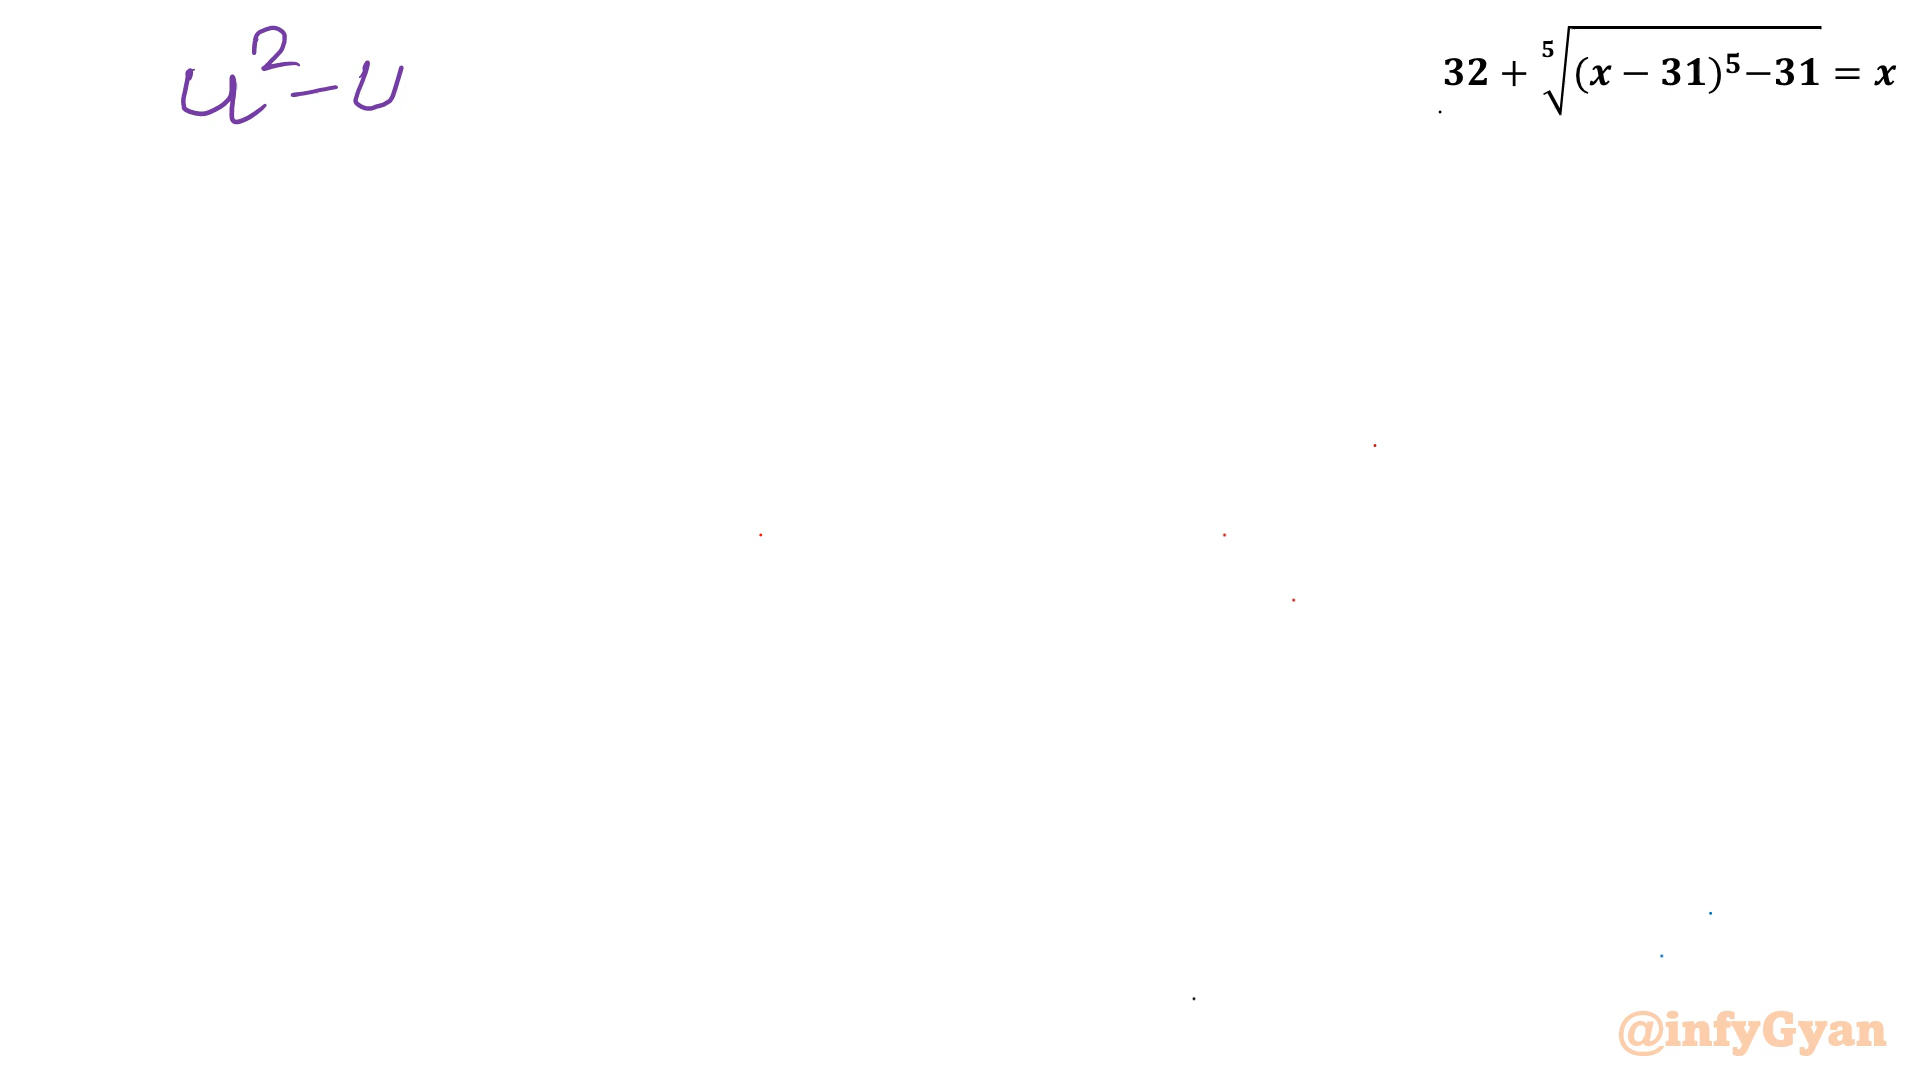 u² – u
32 + ⁵√((x – 31)⁵–31) = x
@infyGyan